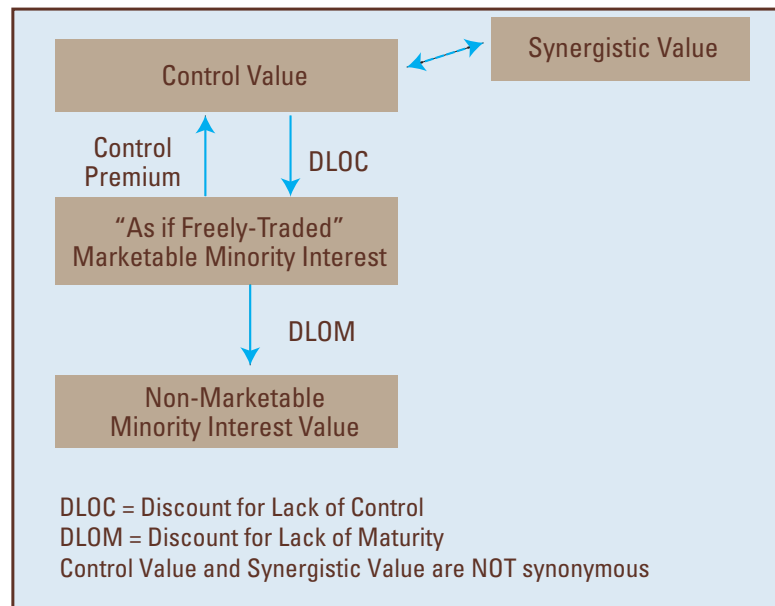 Control Value
Synergistic Value
Control
Premium
DLOC
“As if Freely-Traded”
Marketable Minority Interest
DLOM
Non-Marketable
Minority Interest Value
DLOC = Discount for Lack of Control
DLOM = Discount for Lack of Maturity
Control Value and Synergistic Value are NOT synonymous